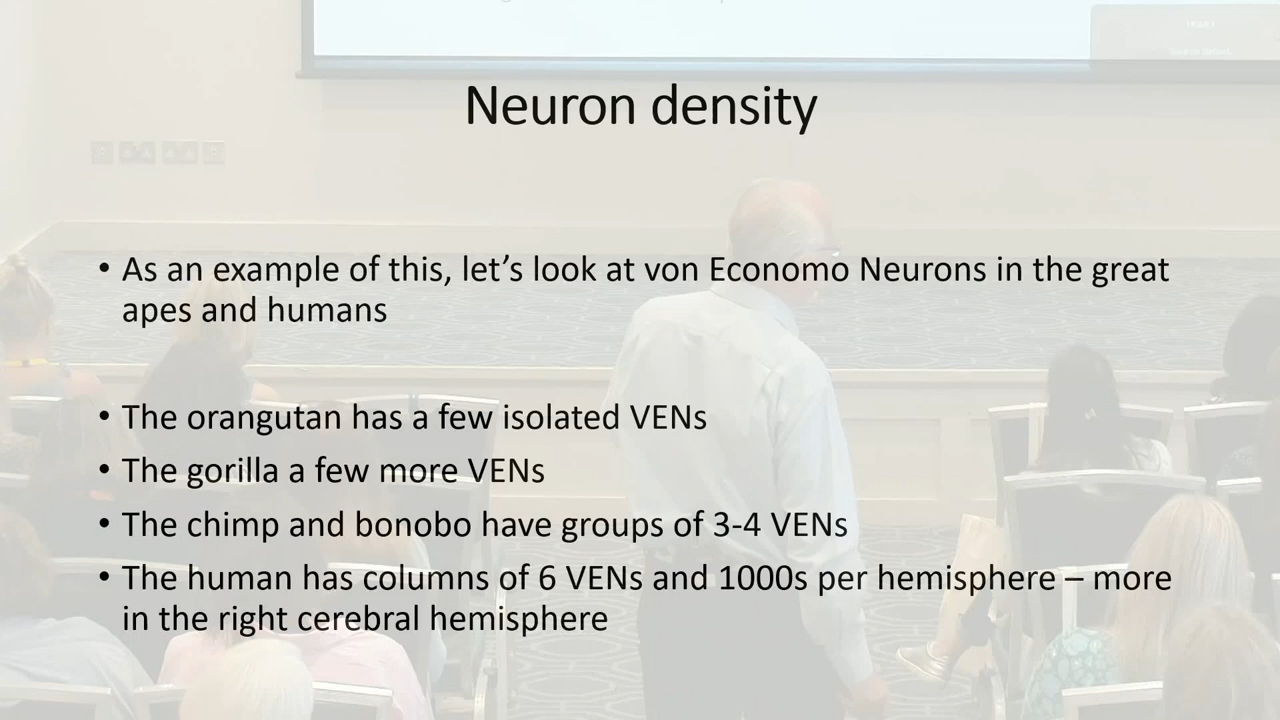 Neuron density
• As an example of this, let’s look at von Economo Neurons in the great
apes and humans
• The orangutan has a few isolated VENs
• The gorilla a few more VENs
• The chimp and bonobo have groups of 3-4 VENs
• The human has columns of 6 VENs and 1000s per hemisphere – more
in the right cerebral hemisphere